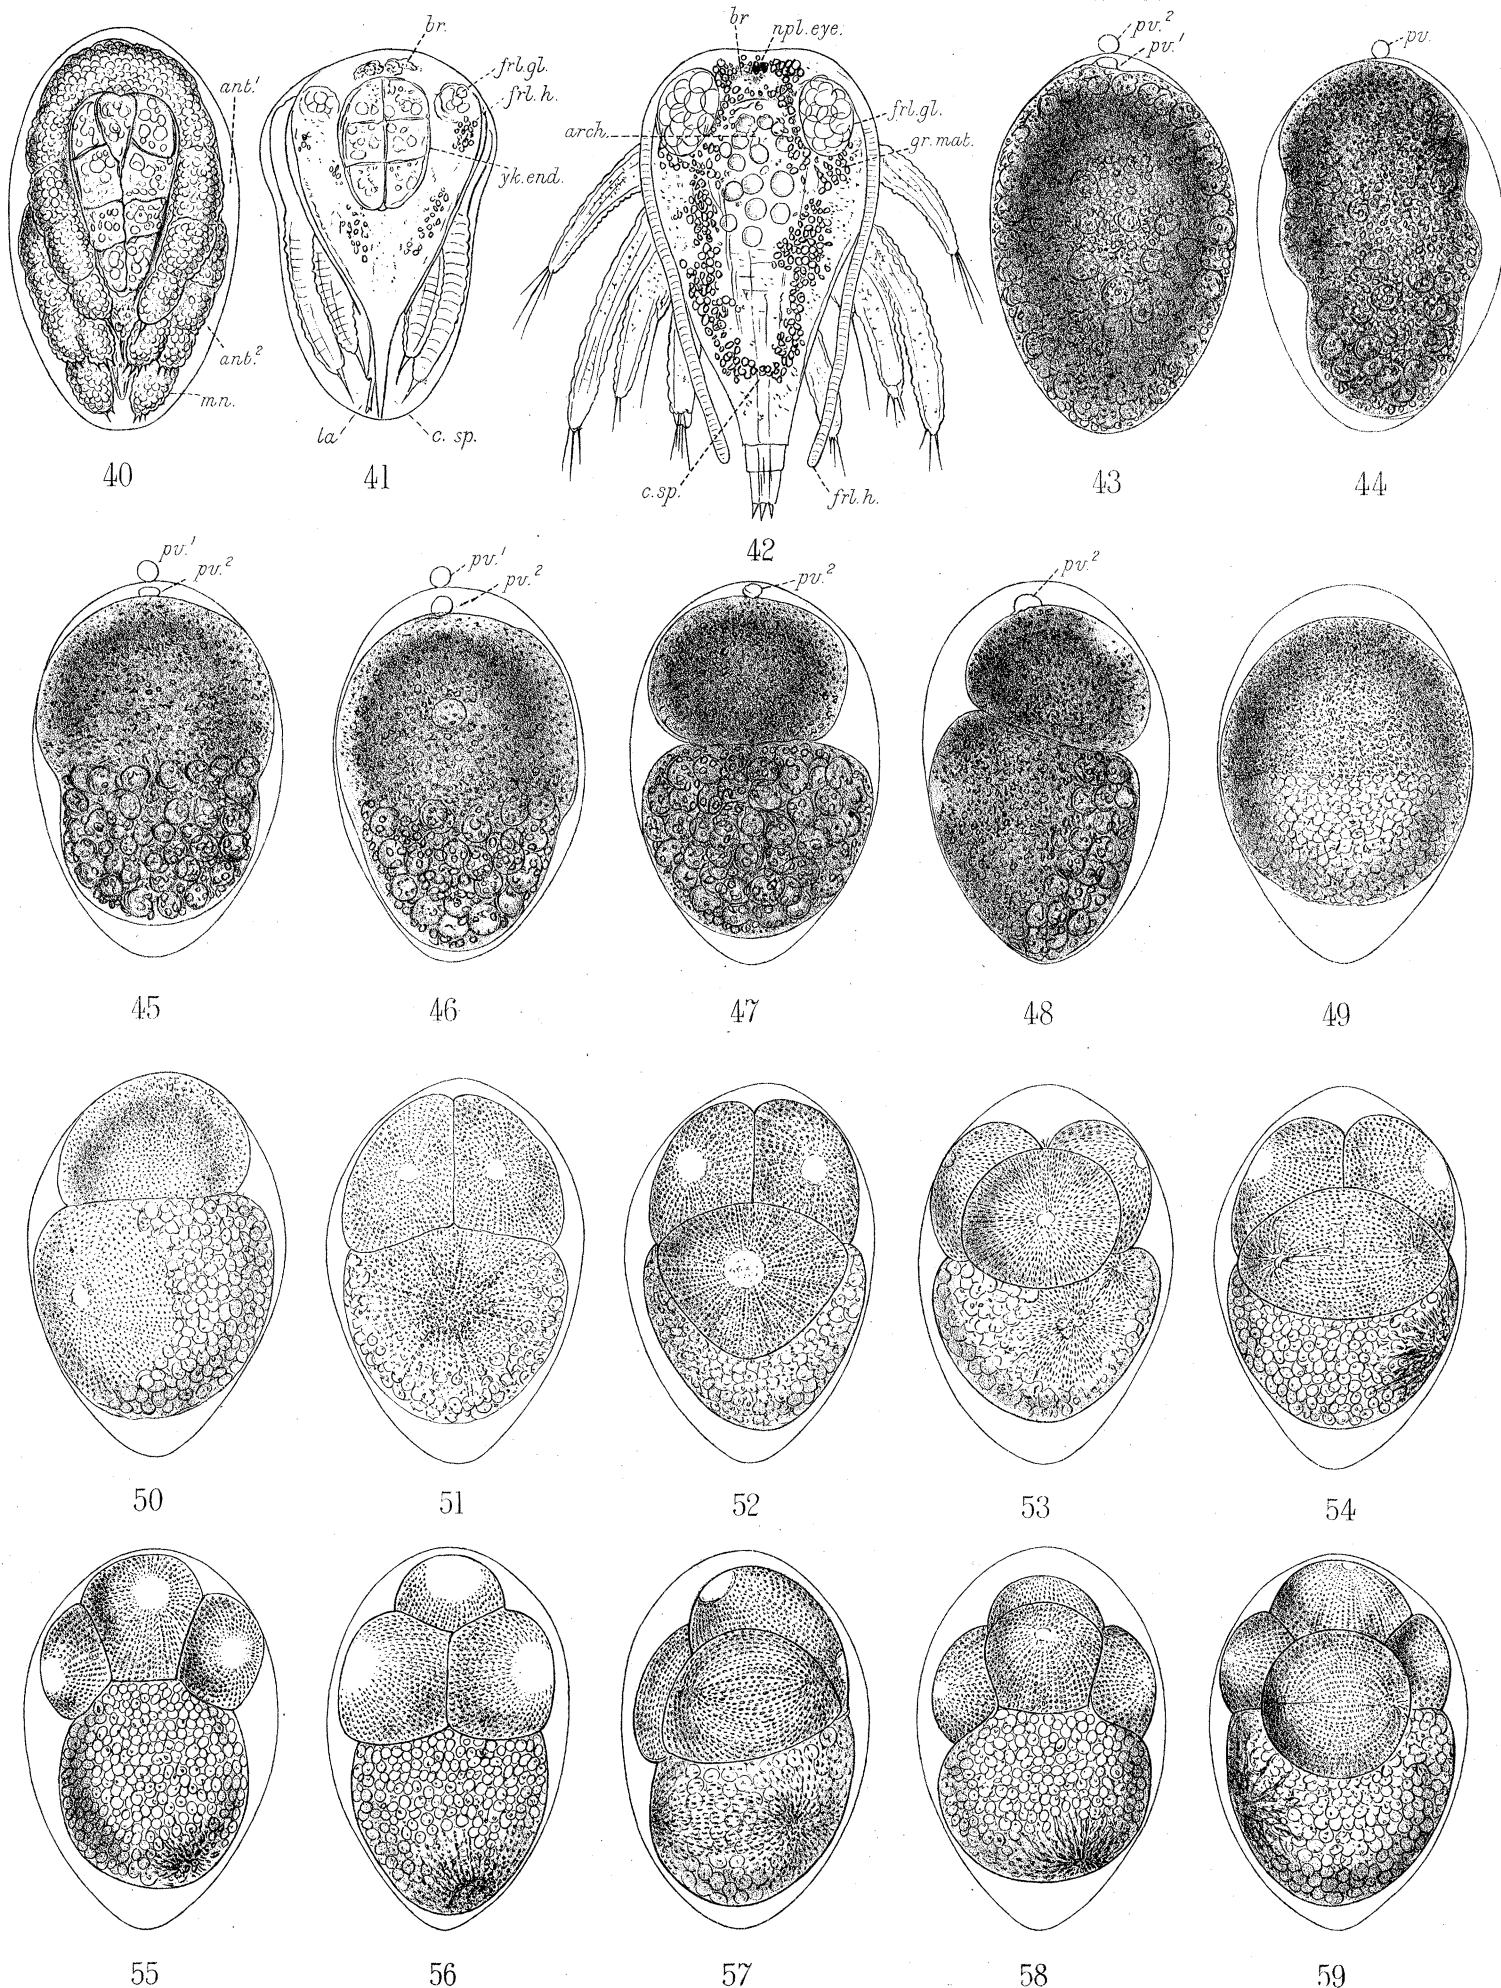 ant.¹
ant.²
mn.
40
br.
frl.gl.
frl.h.
yk.end.
la
c. sp.
41
br
npl.eye.
arch.
frl.gl.
gr.mat.
c.sp.
frl.h.
42
pv.²
pv.¹
43
pv.
44
pv.¹
pv.²
45
pv.¹
pv.²
46
pv.²
47
pv.²
48
49
50
51
52
53
54
55
56
57
58
59